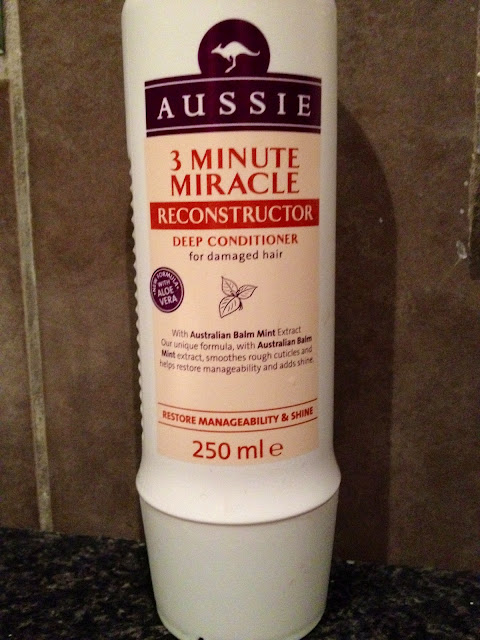 AUSSIE
3 MINUTE
MIRACLE
RECONSTRUCTOR
DEEP CONDITIONER
for damaged hair
NEW FORMULA
WITH
ALOE
VERA
With Australian Balm Mint Extract
Our unique formula, with Australian Balm
Mint extract, smoothes rough cuticles and
helps restore manageability and adds shine.
RESTORE MANAGEABILITY & SHINE
250 ml e